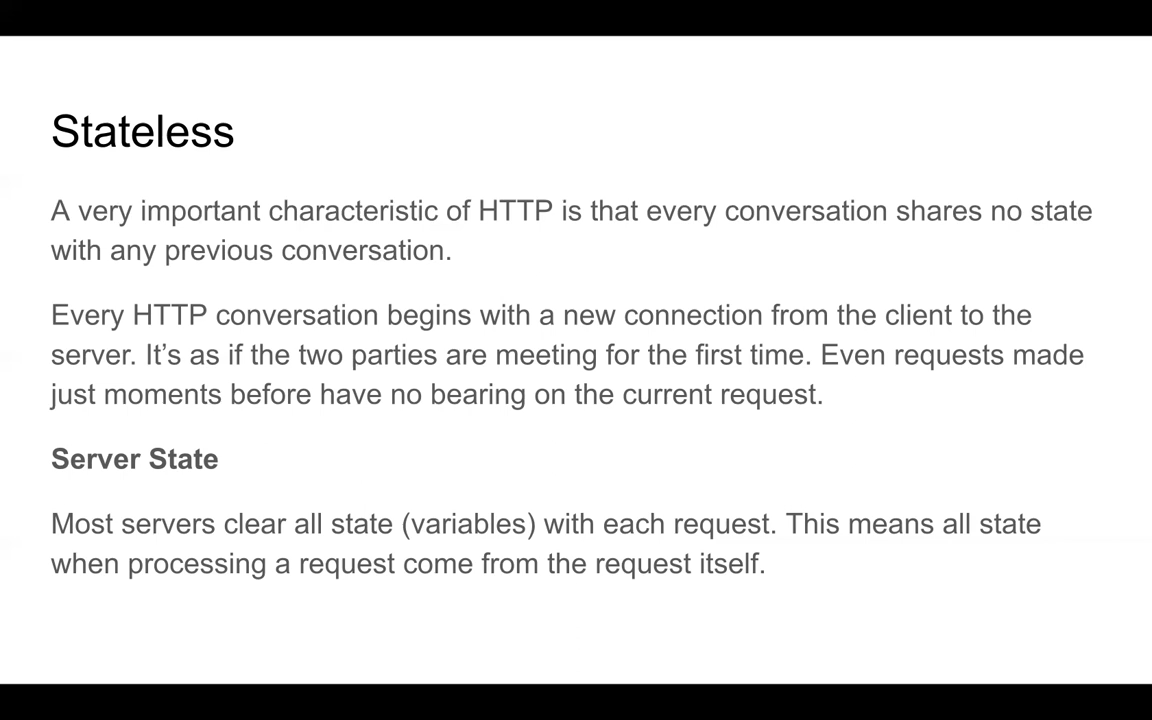 Stateless
A very important characteristic of HTTP is that every conversation shares no state
with any previous conversation.
Every HTTP conversation begins with a new connection from the client to the
server. It’s as if the two parties are meeting for the first time. Even requests made
just moments before have no bearing on the current request.
Server State
Most servers clear all state (variables) with each request. This means all state
when processing a request come from the request itself.